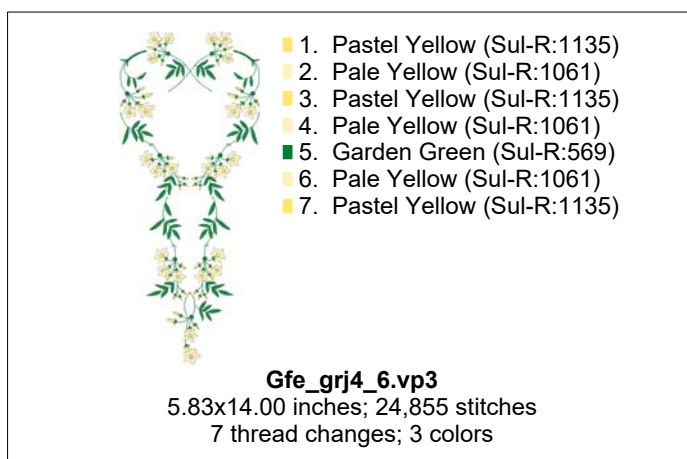 1. Pastel Yellow (Sul-R:1135)
2. Pale Yellow (Sul-R:1061)
3. Pastel Yellow (Sul-R:1135)
4. Pale Yellow (Sul-R:1061)
5. Garden Green (Sul-R:569)
6. Pale Yellow (Sul-R:1061)
7. Pastel Yellow (Sul-R:1135)
Gfe_grj4_6.vp3
5.83x14.00 inches; 24,855 stitches
7 thread changes; 3 colors